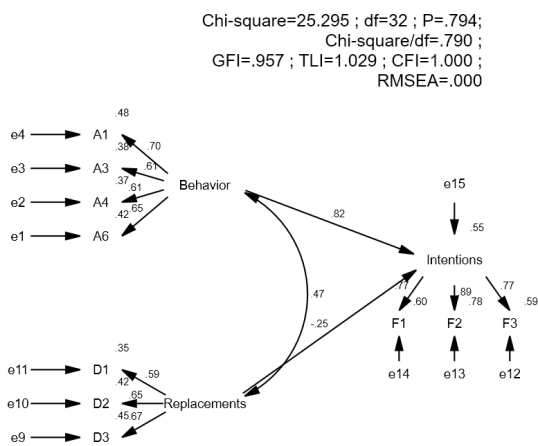 Chi-square=25.295 ; df=32 ; P=.794;
Chi-square/df=.790 ;
GFI=.957 ; TLI=1.029 ; CFI=1.000 ;
RMSEA=.000
.48
e4 A1 .70
.38
e3 A3 .61
.37
e2 A4 .61
.42 .65
e1 A6
Behavior
e15
.82
.55
Intentions
.47
-.25
.77 .60
.89 .78
.77 .59
F1 F2 F3
e14 e13 e12
.35
e11 D1 .59
.42
e10 D2 .65
.45 .67
e9 D3
Replacements